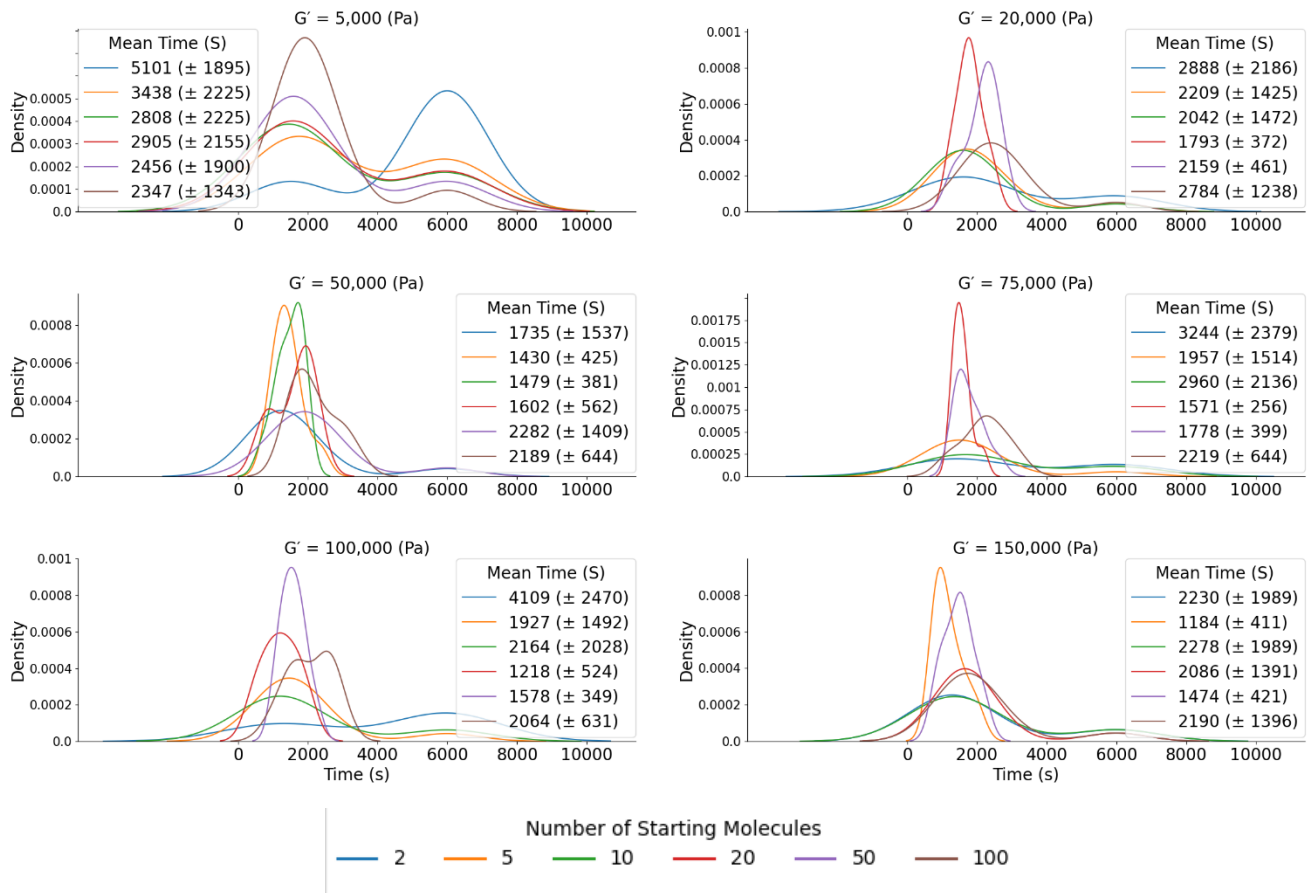 G′ = 5,000 (Pa)
Density
0.0005
0.0004
0.0003
0.0002
0.0001
0.0
Mean Time (S)
5101 (± 1895)
3438 (± 2225)
2808 (± 2225)
2905 (± 2155)
2456 (± 1900)
2347 (± 1343)
0 2000 4000 6000 8000 10000
G′ = 20,000 (Pa)
Density
0.001
0.0008
0.0006
0.0004
0.0002
0.0
Mean Time (S)
2888 (± 2186)
2209 (± 1425)
2042 (± 1472)
1793 (± 372)
2159 (± 461)
2784 (± 1238)
0 2000 4000 6000 8000 10000
G′ = 50,000 (Pa)
Density
0.0008
0.0006
0.0004
0.0002
0.0
Mean Time (S)
1735 (± 1537)
1430 (± 425)
1479 (± 381)
1602 (± 562)
2282 (± 1409)
2189 (± 644)
0 2000 4000 6000 8000 10000
G′ = 75,000 (Pa)
Density
0.00175
0.0015
0.00125
0.001
0.00075
0.0005
0.00025
0.0
Mean Time (S)
3244 (± 2379)
1957 (± 1514)
2960 (± 2136)
1571 (± 256)
1778 (± 399)
2219 (± 644)
0 2000 4000 6000 8000 10000
G′ = 100,000 (Pa)
Density
0.001
0.0008
0.0006
0.0004
0.0002
0.0
Mean Time (S)
4109 (± 2470)
1927 (± 1492)
2164 (± 2028)
1218 (± 524)
1578 (± 349)
2064 (± 631)
0 2000 4000 6000 8000 10000
Time (s)
G′ = 150,000 (Pa)
Density
0.001
0.0008
0.0006
0.0004
0.0002
0.0
Mean Time (S)
2230 (± 1989)
1184 (± 411)
2278 (± 1989)
2086 (± 1391)
1474 (± 421)
2190 (± 1396)
0 2000 4000 6000 8000 10000
Time (s)
Number of Starting Molecules
2 5 10 20 50 100